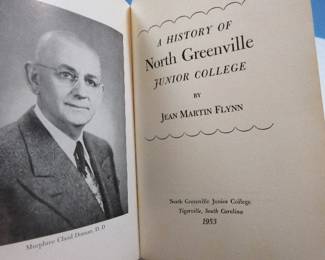 Murphree Claud Donnan, D. D
A HISTORY OF
North Greenville
JUNIOR COLLEGE
BY
JEAN MARTIN FLYNN
North Greenville Junior College
Tigerville, South Carolina
1953